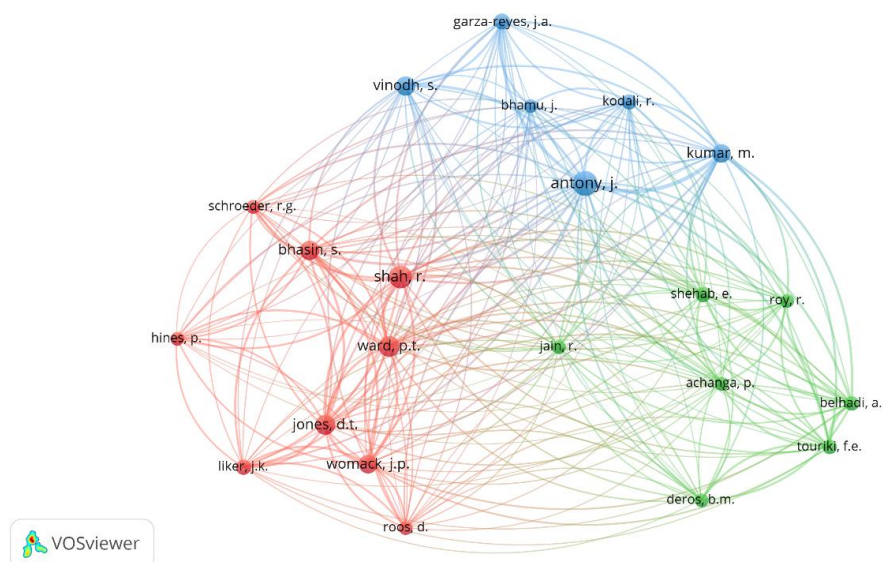 garza-reyes, j.a.
vinodh, s.
bhamu, j.
kodali, r.
kumar, m.
antony, j.
schroeder, r.g.
bhasin, s.
shah, r.
shehab, e.
roy, r.
hines, p.
ward, p.t.
jain, r.
achanga, p.
belhadi, a.
jones, d.t.
touriki, f.e.
liker, j.k.
womack, j.p.
deros, b.m.
roos, d.
VOSviewer